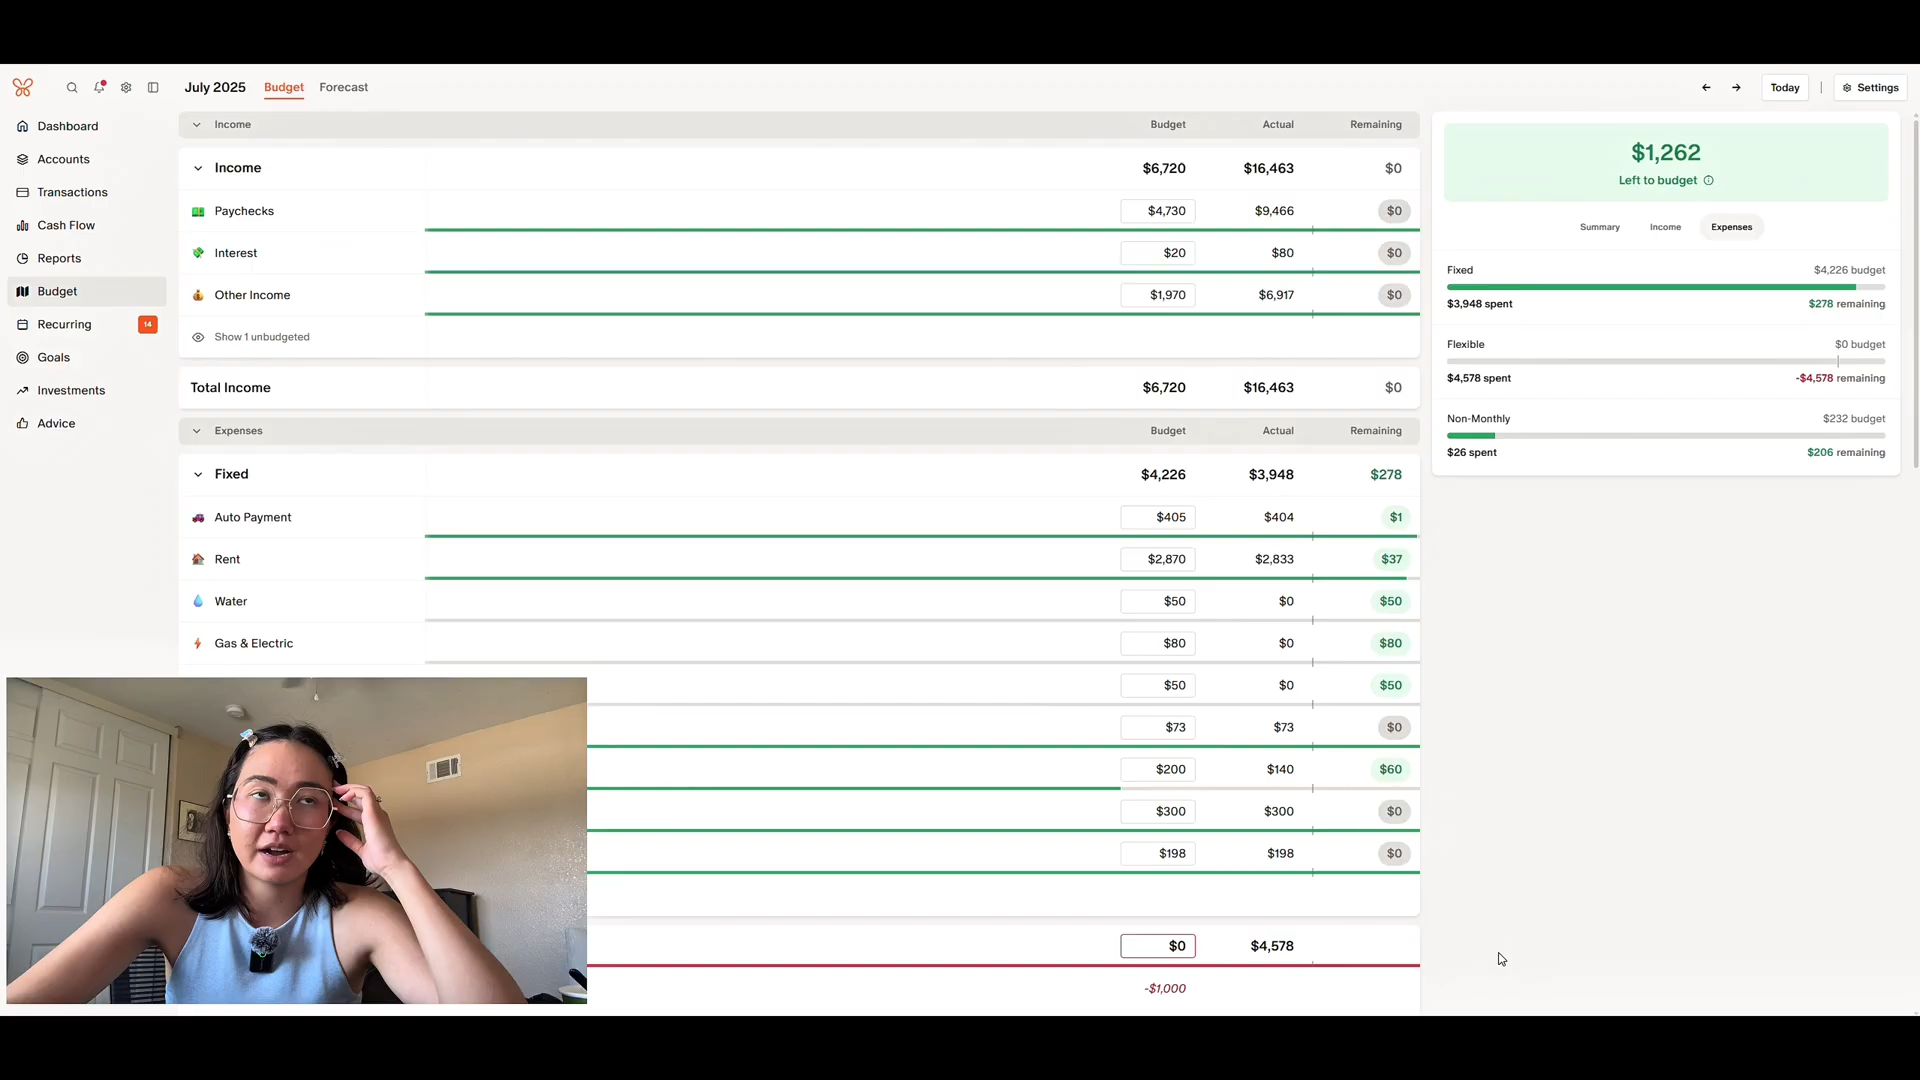 July 2025 Budget Forecast Today Settings
Dashboard
Accounts
Transactions
Cash Flow
Reports
Budget
Recurring 14
Goals
Investments
Advice
Income Budget Actual Remaining
Income $6,720 $16,463 $0
Paychecks $4,730 $9,466 $0
Interest $20 $80 $0
Other Income $1,970 $6,917 $0
Show 1 unbudgeted
Total Income $6,720 $16,463 $0
Expenses Budget Actual Remaining
Fixed $4,226 $3,948 $278
Auto Payment $405 $404 $1
Rent $2,870 $2,833 $37
Water $50 $0 $50
Gas & Electric $80 $0 $80
$50 $0 $50
$73 $73 $0
$200 $140 $60
$300 $300 $0
$198 $198 $0
$0 $4,578
-$1,000
$1,262
Left to budget
Summary Income Expenses
Fixed $4,226 budget
$3,948 spent $278 remaining
Flexible $0 budget
$4,578 spent -$4,578 remaining
Non-Monthly $232 budget
$26 spent $206 remaining